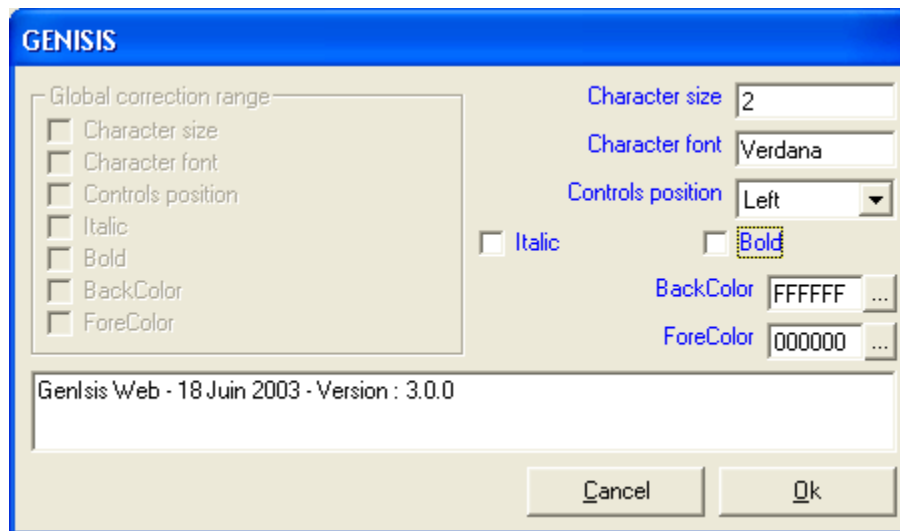 GENISIS
Global correction range
Character size
Character font
Controls position
Italic
Bold
BackColor
ForeColor
Character size 2
Character font Verdana
Controls position Left
Italic Bold
BackColor FFFFFF ...
ForeColor 000000 ...
GenIsis Web - 18 Juin 2003 - Version : 3.0.0
Cancel Ok